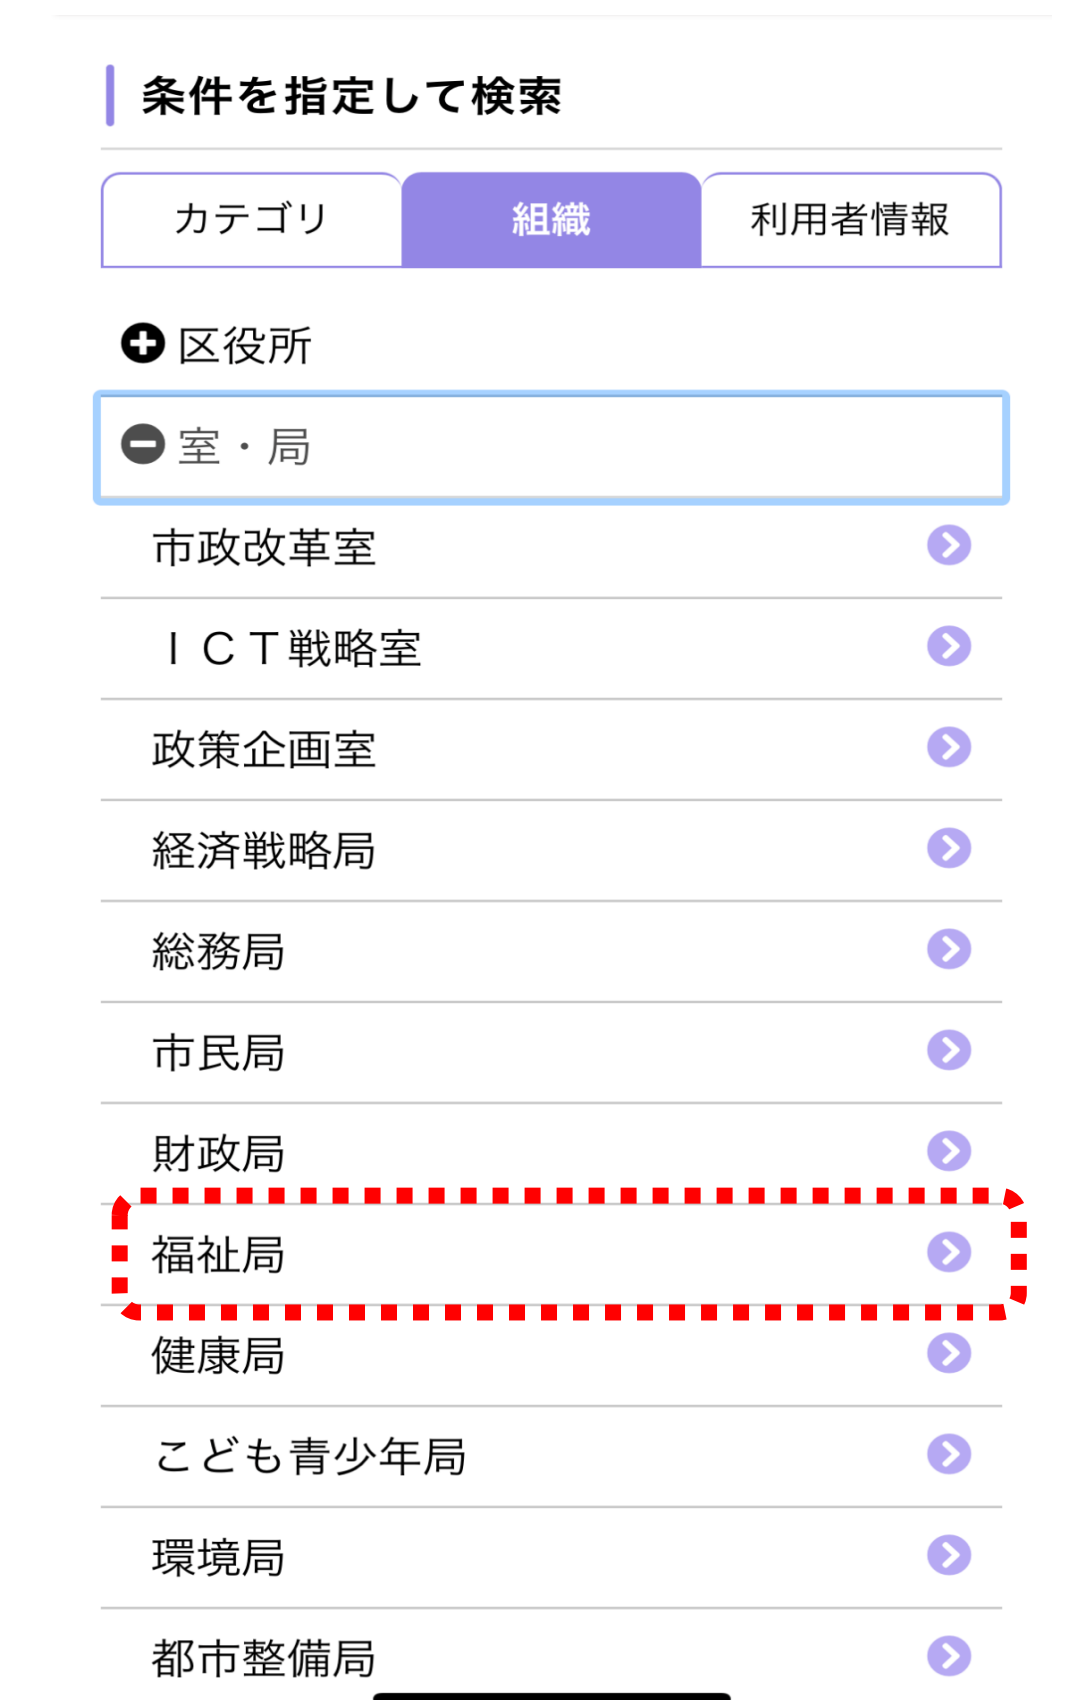 条件を指定して検索
カテゴリ
組織
利用者情報
区役所
室・局
市政改革室
ＩＣＴ戦略室
政策企画室
経済戦略局
総務局
市民局
財政局
福祉局
健康局
こども青少年局
環境局
都市整備局